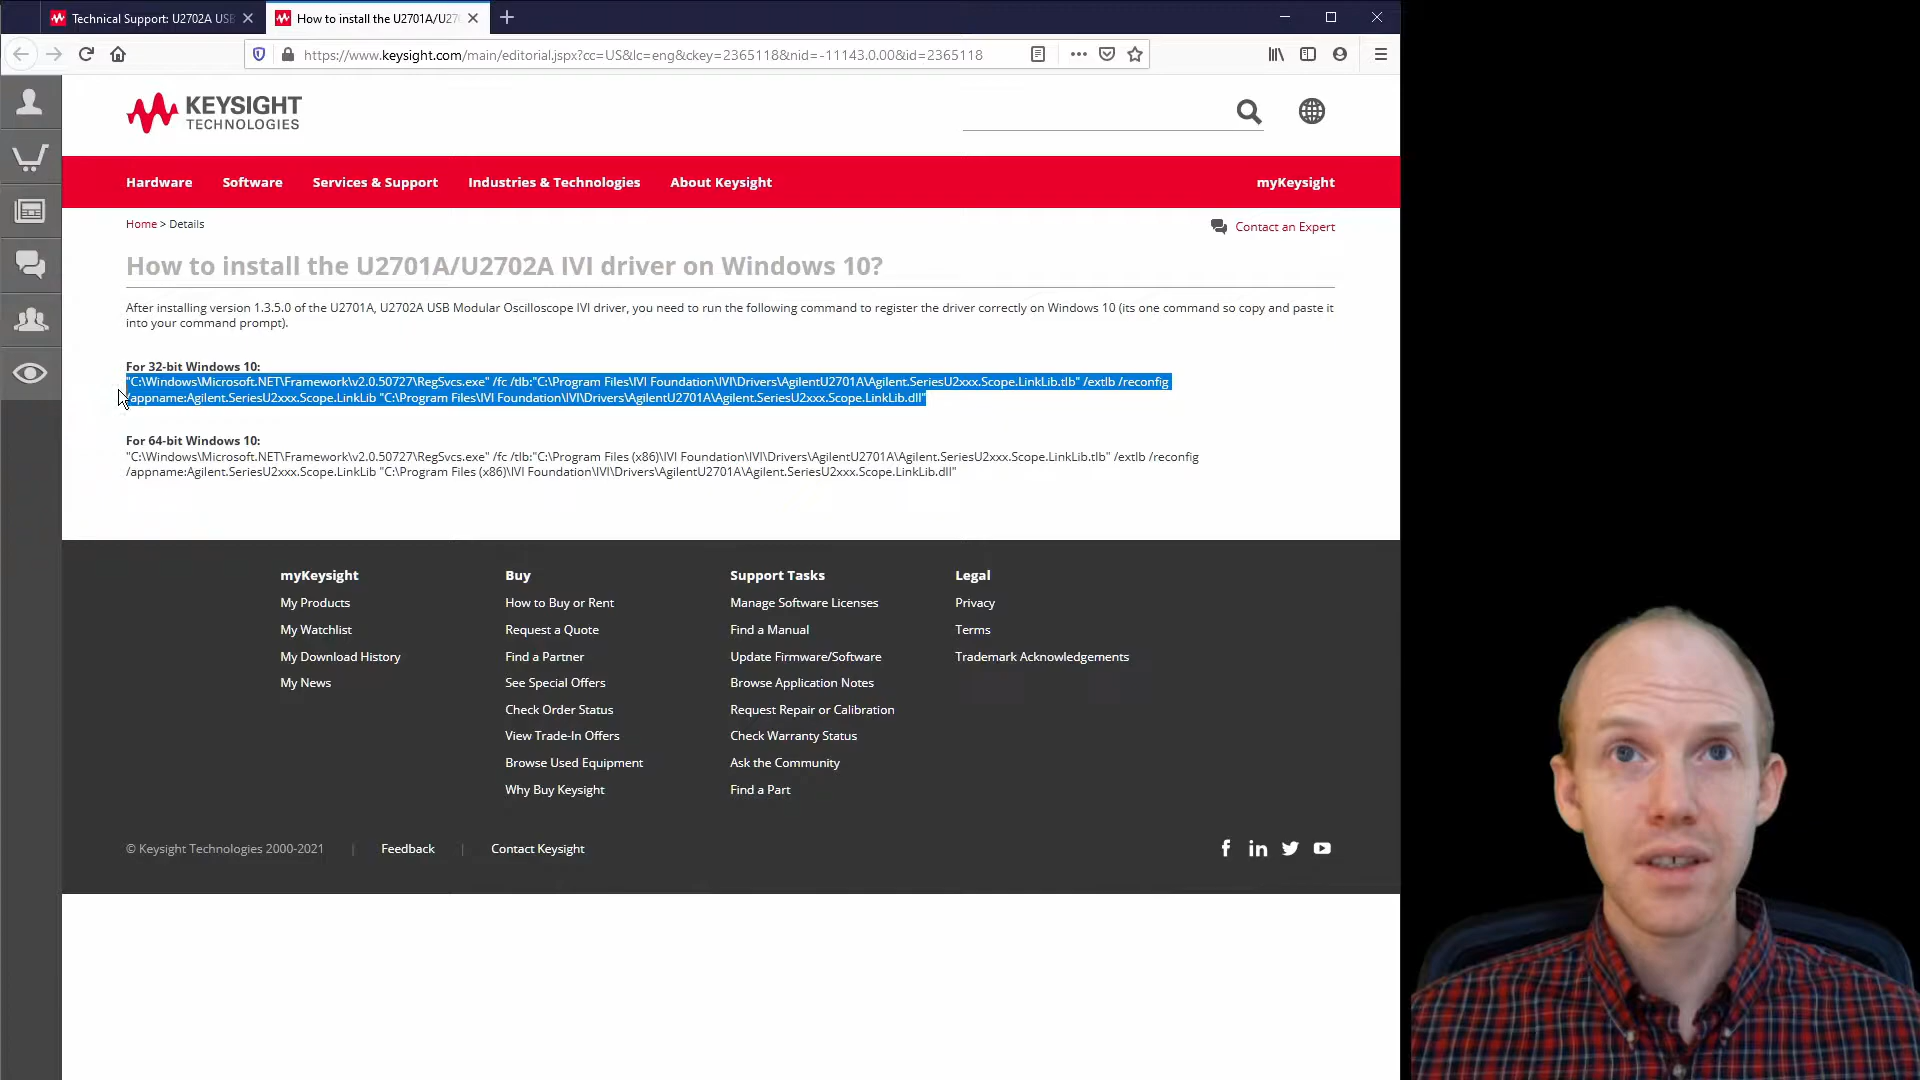 Technical Support: U2702A USB
How to install the U2701A/U270
https://www.keysight.com/main/editorial.jspx?cc=US&lc=eng&ckey=2365118&nid=-11143.0.00&id=2365118
KEYSIGHT
TECHNOLOGIES
Hardware Software Services & Support Industries & Technologies About Keysight myKeysight
Home > Details
Contact an Expert
How to install the U2701A/U2702A IVI driver on Windows 10?
After installing version 1.3.5.0 of the U2701A, U2702A USB Modular Oscilloscope IVI driver, you need to run the following command to register the driver correctly on Windows 10 (its one command so copy and paste it
into your command prompt).
For 32-bit Windows 10:
"C:\Windows\Microsoft.NET\Framework\v2.0.50727\RegSvcs.exe" /fc /tlb:"C:\Program Files\IVI Foundation\IVI\Drivers\AgilentU2701A\Agilent.SeriesU2xxx.Scope.LinkLib.tlb" /extlb /reconfig
/appname:Agilent.SeriesU2xxx.Scope.LinkLib "C:\Program Files\IVI Foundation\IVI\Drivers\AgilentU2701A\Agilent.SeriesU2xxx.Scope.LinkLib.dll"
For 64-bit Windows 10:
"C:\Windows\Microsoft.NET\Framework\v2.0.50727\RegSvcs.exe" /fc /tlb:"C:\Program Files (x86)\IVI Foundation\IVI\Drivers\AgilentU2701A\Agilent.SeriesU2xxx.Scope.LinkLib.tlb" /extlb /reconfig
/appname:Agilent.SeriesU2xxx.Scope.LinkLib "C:\Program Files (x86)\IVI Foundation\IVI\Drivers\AgilentU2701A\Agilent.SeriesU2xxx.Scope.LinkLib.dll"
myKeysight
My Products
My Watchlist
My Download History
My News
Buy
How to Buy or Rent
Request a Quote
Find a Partner
See Special Offers
Check Order Status
View Trade-In Offers
Browse Used Equipment
Why Buy Keysight
Support Tasks
Manage Software Licenses
Find a Manual
Update Firmware/Software
Browse Application Notes
Request Repair or Calibration
Check Warranty Status
Ask the Community
Find a Part
Legal
Privacy
Terms
Trademark Acknowledgements
© Keysight Technologies 2000-2021 | Feedback | Contact Keysight